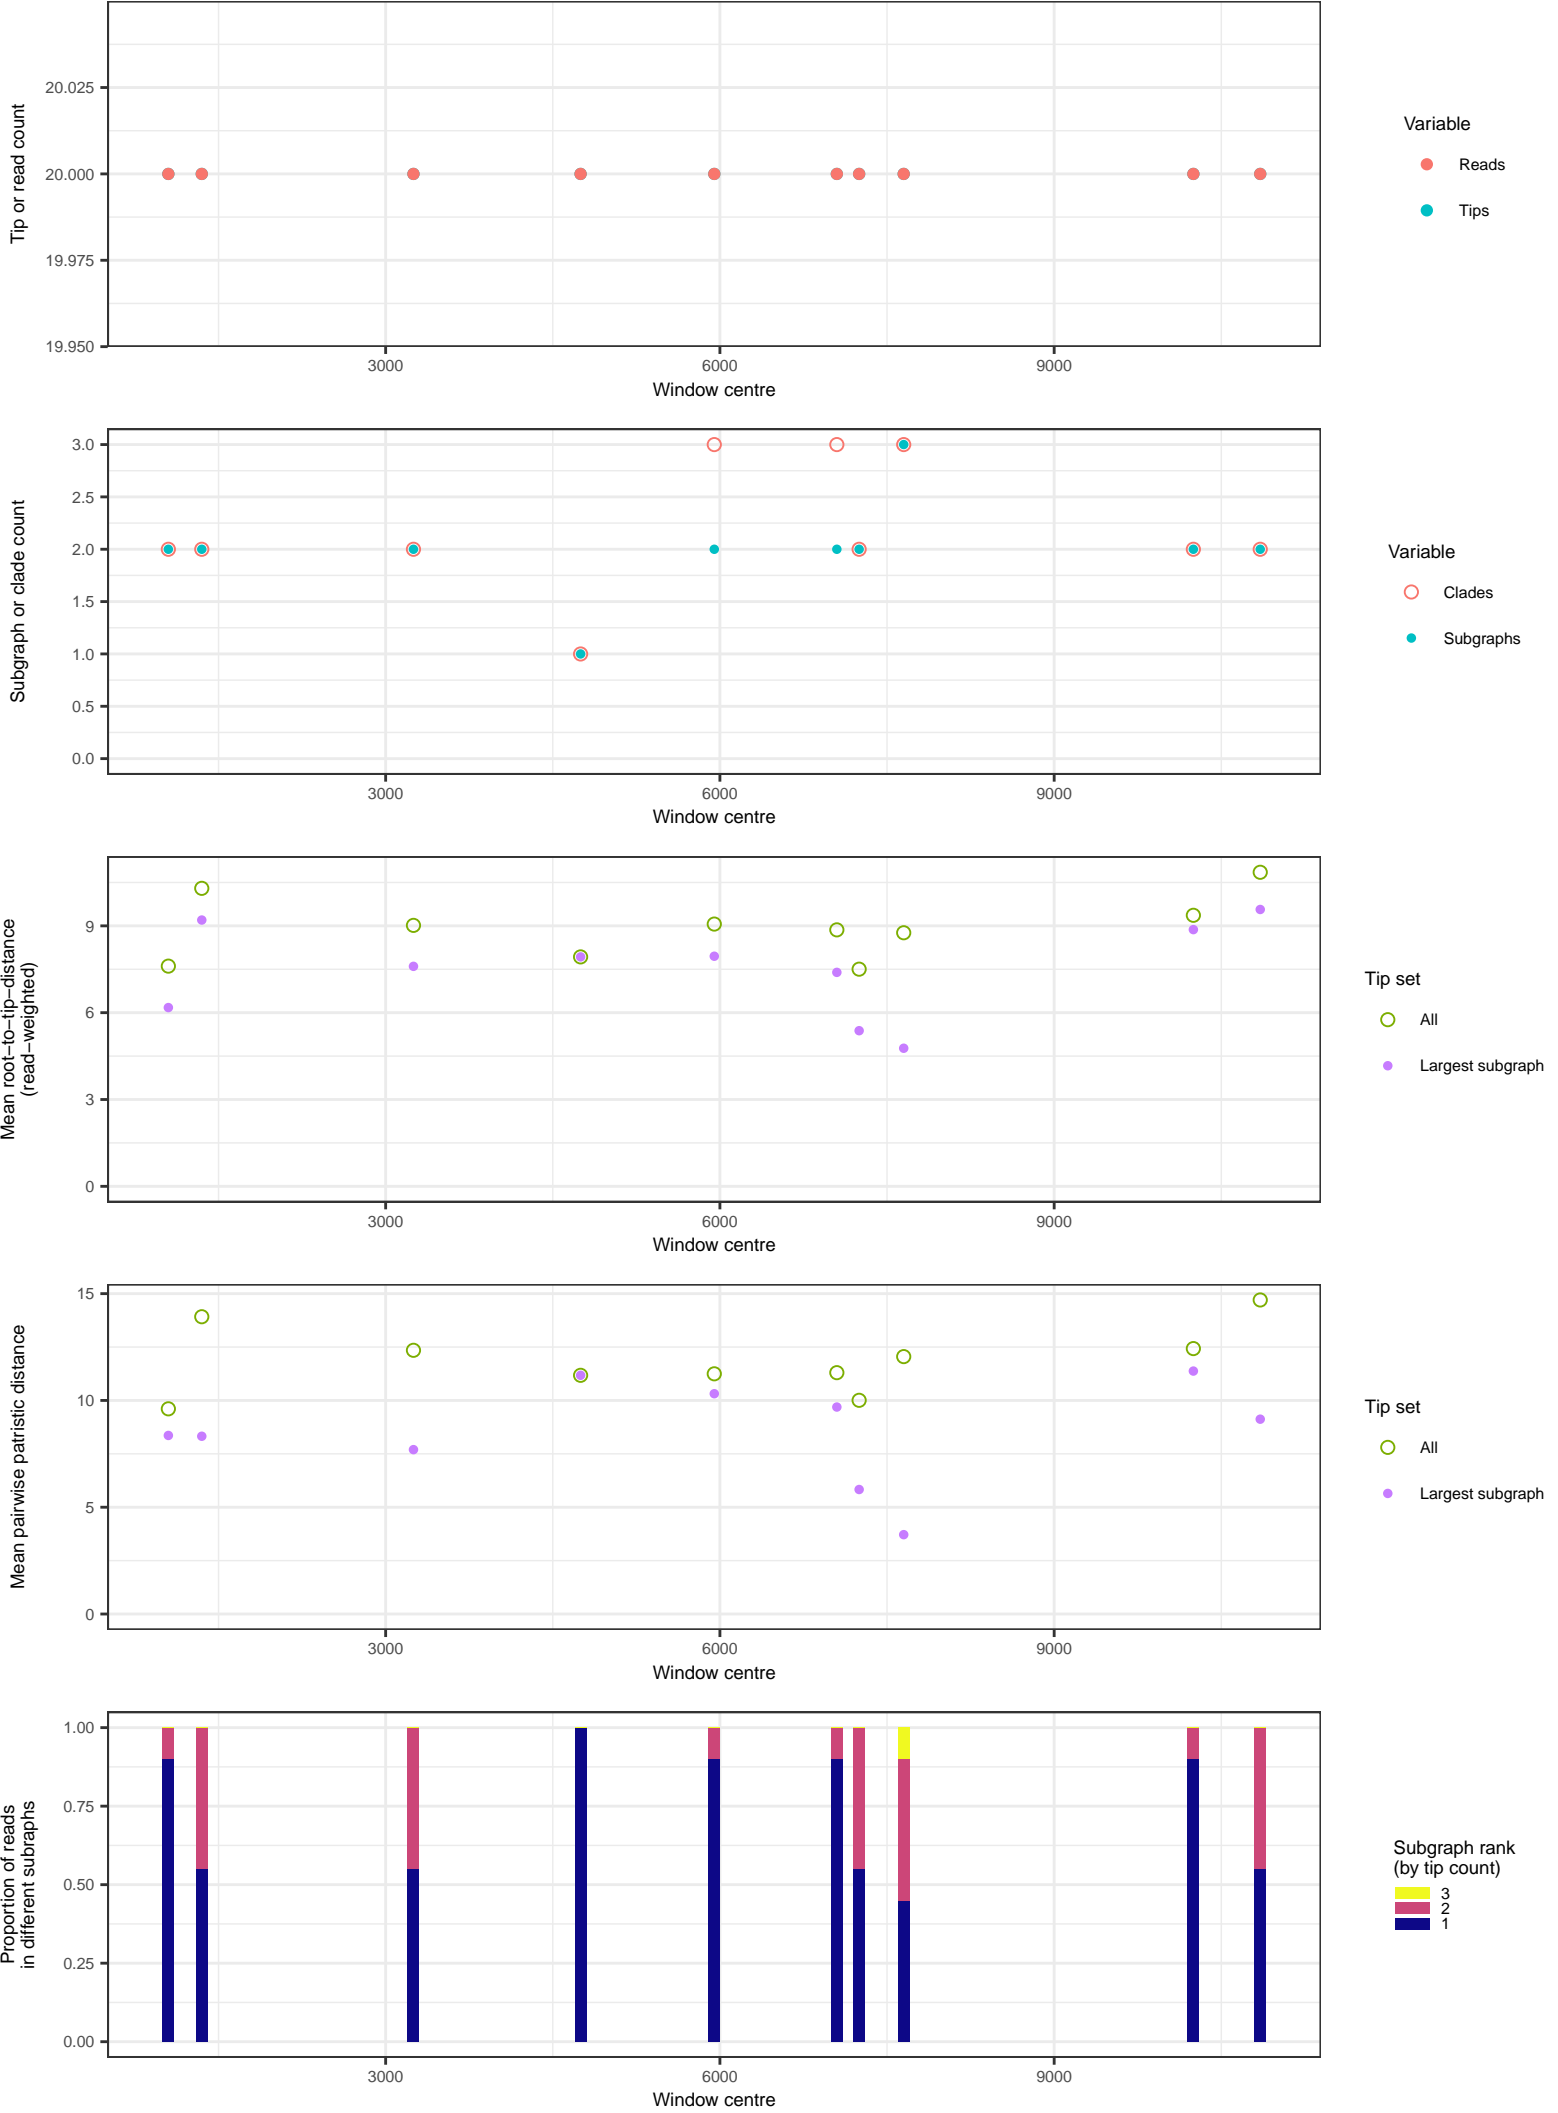 Tip or read count
20.025
20.000
19.975
19.950
3000
6000
9000
Window centre
Variable
Reads
Tips
Subgraph or clade count
3.0
2.5
2.0
1.5
1.0
0.5
0.0
3000
6000
9000
Window centre
Variable
Clades
Subgraphs
Mean root−to−tip−distance
(read−weighted)
9
6
3
0
3000
6000
9000
Window centre
Tip set
All
Largest subgraph
Mean pairwise patristic distance
15
10
5
0
3000
6000
9000
Window centre
Tip set
All
Largest subgraph
Proportion of reads
in different subraphs
1.00
0.75
0.50
0.25
0.00
3000
6000
9000
Window centre
Subgraph rank
(by tip count)
3
2
1